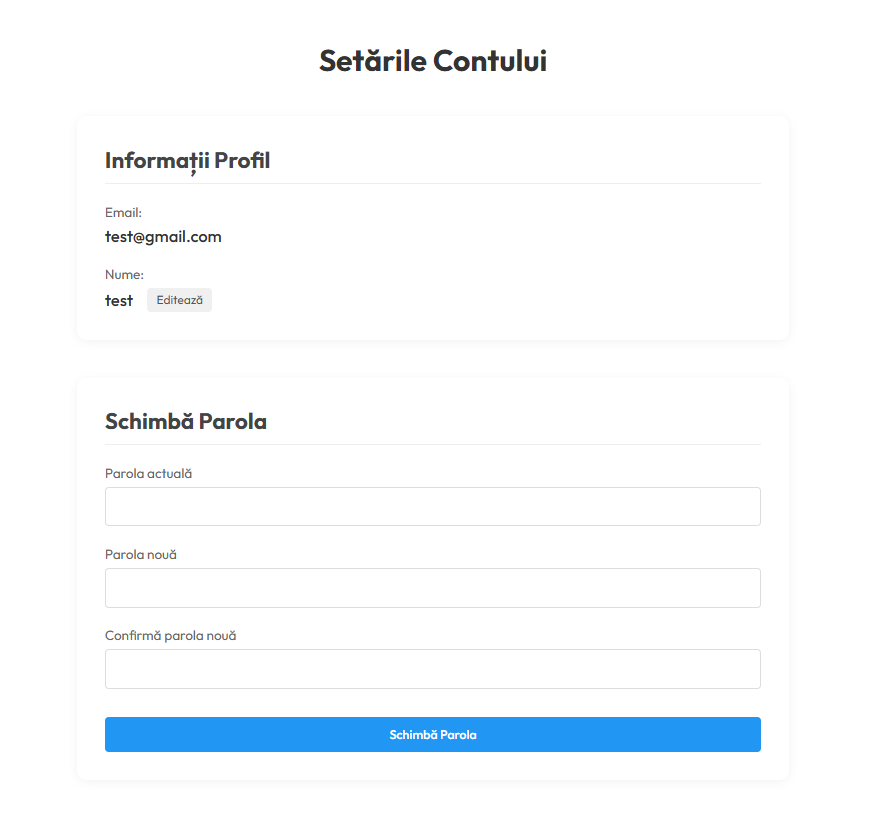 Setările Contului
Informații Profil
Email:
test@gmail.com
Nume:
test Editează
Schimbă Parola
Parola actuală
Parola nouă
Confirmă parola nouă
Schimbă Parola